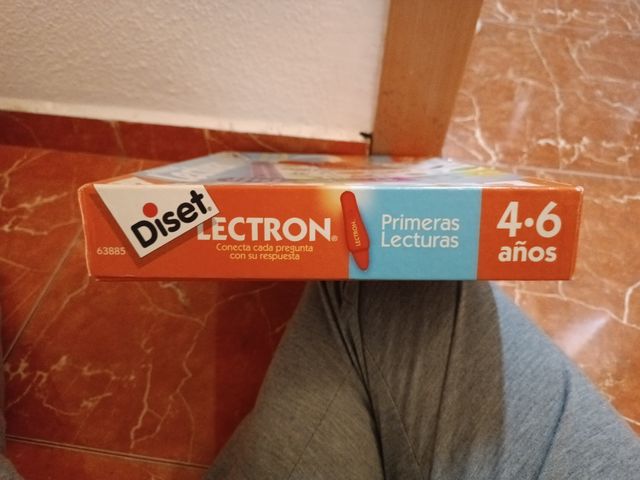 Diset®
63885
LECTRON®
Conecta cada pregunta
con su respuesta
LECTRON
Primeras
Lecturas
4·6
años